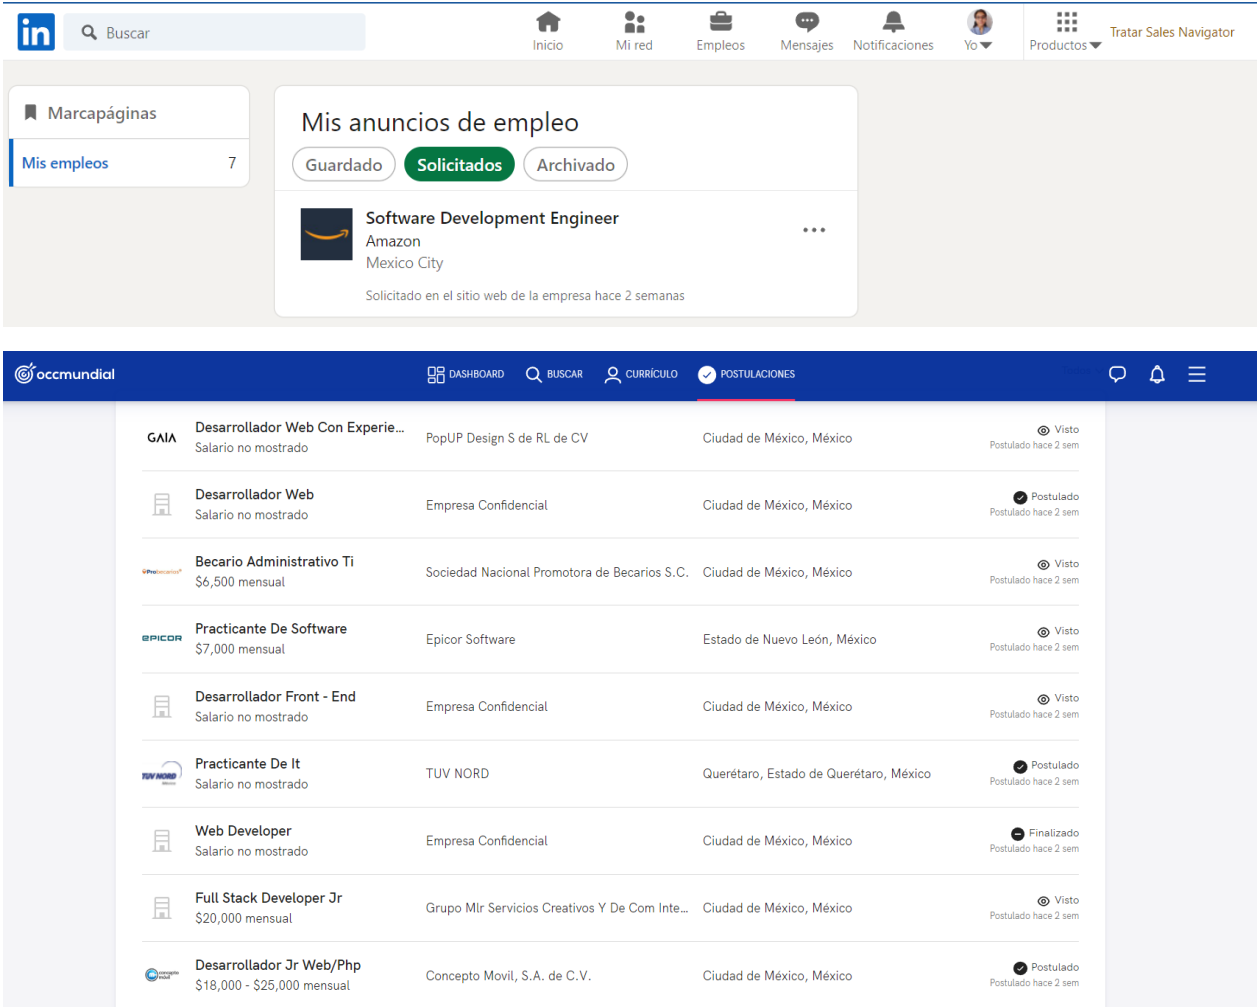 in
Buscar
Inicio
Mi red
Empleos
Mensajes
Notificaciones
Yo
Productos
Tratar Sales Navigator
Marcapáginas
Mis empleos 7
Mis anuncios de empleo
Guardado Solicitados Archivado
Software Development Engineer
Amazon
Mexico City
Solicitado en el sitio web de la empresa hace 2 semanas
occmundial
DASHBOARD
BUSCAR
CURRÍCULO
POSTULACIONES
GAIA
Desarrollador Web Con Experie...
Salario no mostrado
PopUP Design S de RL de CV
Ciudad de México, México
Visto
Postulado hace 2 sem
Desarrollador Web
Salario no mostrado
Empresa Confidencial
Ciudad de México, México
Postulado
Postulado hace 2 sem
Probecarios
Becario Administrativo Ti
$6,500 mensual
Sociedad Nacional Promotora de Becarios S.C.
Ciudad de México, México
Visto
Postulado hace 2 sem
EPICOR
Practicante De Software
$7,000 mensual
Epicor Software
Estado de Nuevo León, México
Visto
Postulado hace 2 sem
Desarrollador Front - End
Salario no mostrado
Empresa Confidencial
Ciudad de México, México
Visto
Postulado hace 2 sem
TUV NORD
Practicante De It
Salario no mostrado
TUV NORD
Querétaro, Estado de Querétaro, México
Postulado
Postulado hace 2 sem
Web Developer
Salario no mostrado
Empresa Confidencial
Ciudad de México, México
Finalizado
Postulado hace 2 sem
Full Stack Developer Jr
$20,000 mensual
Grupo Mlr Servicios Creativos Y De Com Inte...
Ciudad de México, México
Visto
Postulado hace 2 sem
concepto
móvil
Desarrollador Jr Web/Php
$18,000 - $25,000 mensual
Concepto Movil, S.A. de C.V.
Ciudad de México, México
Postulado
Postulado hace 2 sem